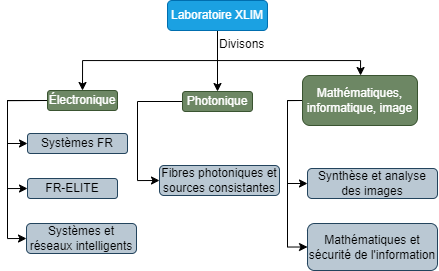 Laboratoire XLIM
Divisons
Électronique
Photonique
Mathématiques,
informatique, image
Systèmes FR
FR-ELITE
Systèmes et
réseaux intelligents
Fibres photoniques et
sources consistantes
Synthèse et analyse
des images
Mathématiques et
sécurité de l'information